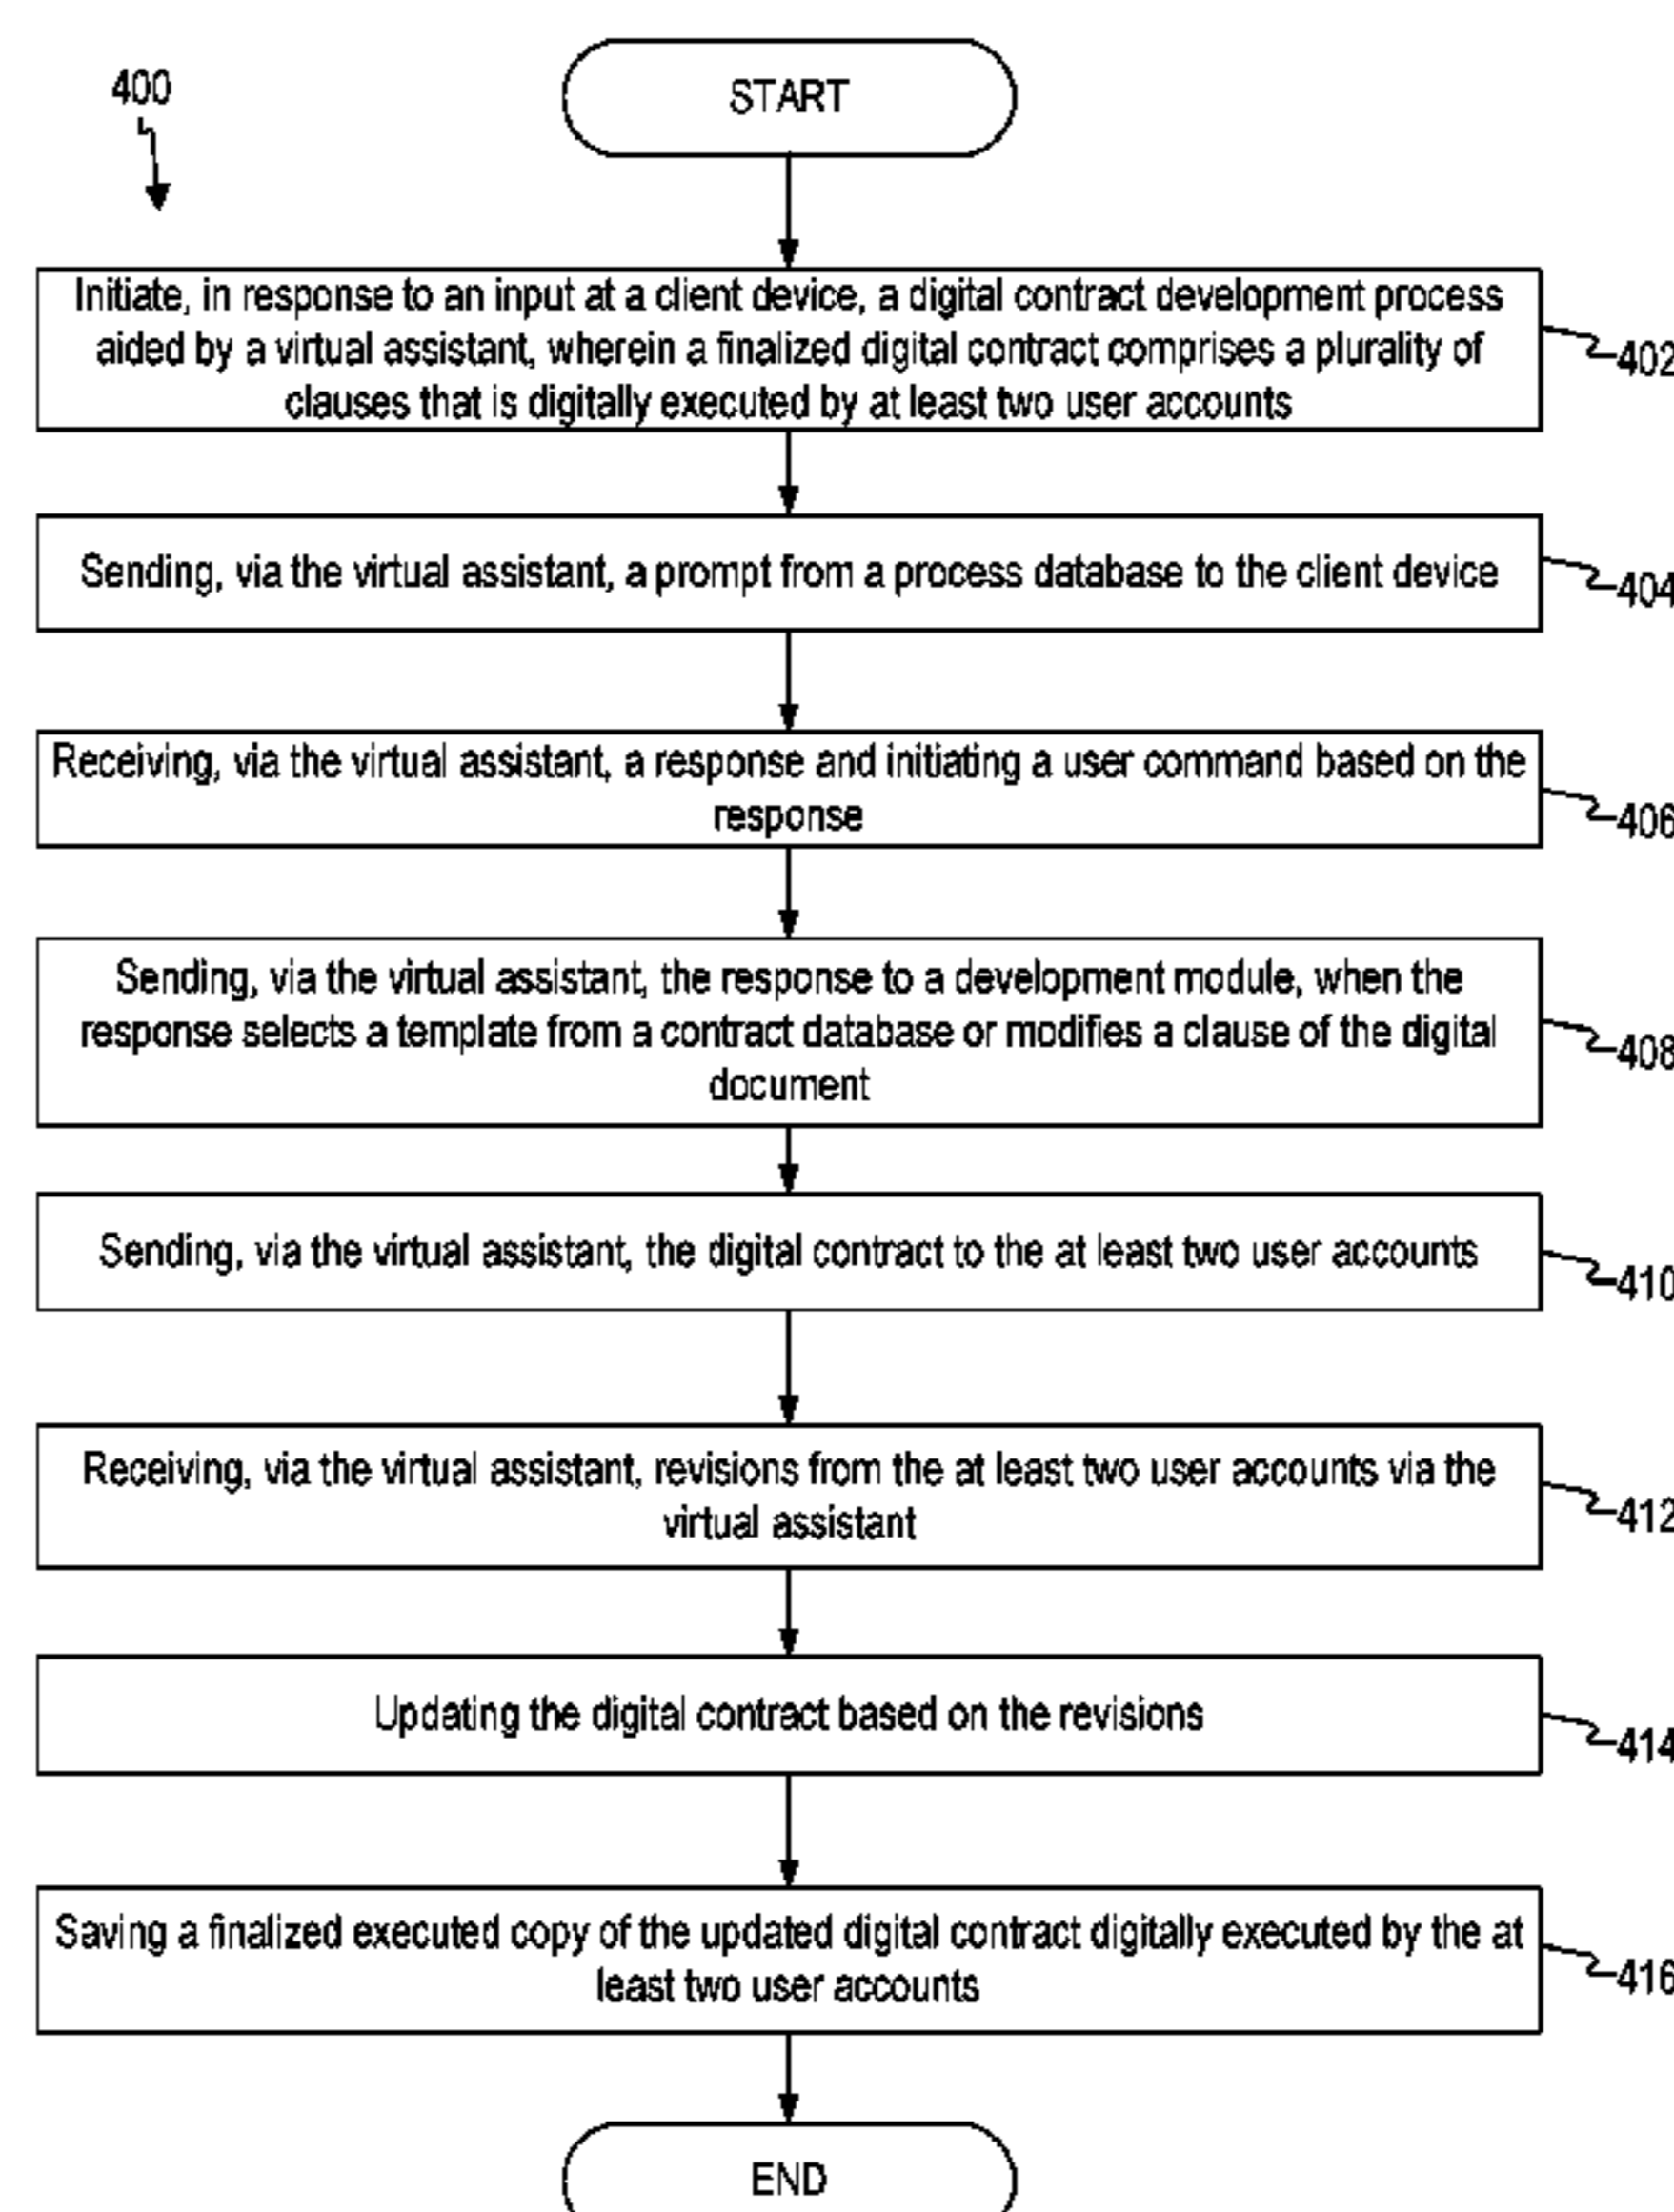 400
START
Initiate, in response to an input at a client device, a digital contract development process
aided by a virtual assistant, wherein a finalized digital contract comprises a plurality of
clauses that is digitally executed by at least two user accounts
402
Sending, via the virtual assistant, a prompt from a process database to the client device
404
Receiving, via the virtual assistant, a response and initiating a user command based on the
response
406
Sending, via the virtual assistant, the response to a development module, when the
response selects a template from a contract database or modifies a clause of the digital
document
408
Sending, via the virtual assistant, the digital contract to the at least two user accounts
410
Receiving, via the virtual assistant, revisions from the at least two user accounts via the
virtual assistant
412
Updating the digital contract based on the revisions
414
Saving a finalized executed copy of the updated digital contract digitally executed by the at
least two user accounts
416
END